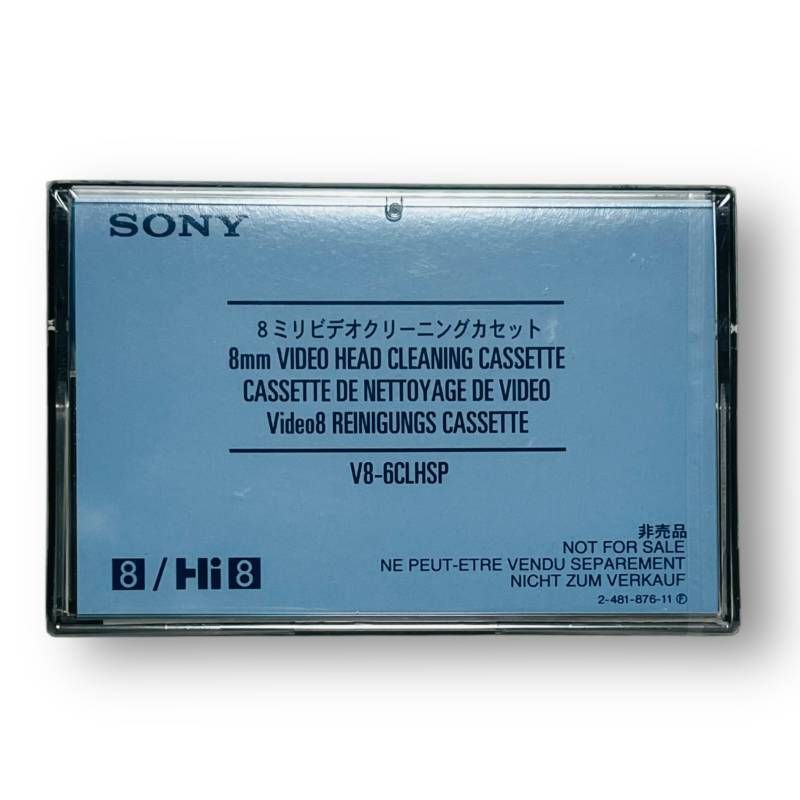 SONY
8ミリビデオクリーニングカセット
8mm VIDEO HEAD CLEANING CASSETTE
CASSETTE DE NETTOYAGE DE VIDEO
Video8 REINIGUNGS CASSETTE
V8-6CLHSP
非売品
NOT FOR SALE
NE PEUT-ETRE VENDU SEPAREMENT
NICHT ZUM VERKAUF
8 / Hi8
2-481-876-11 Ⓕ